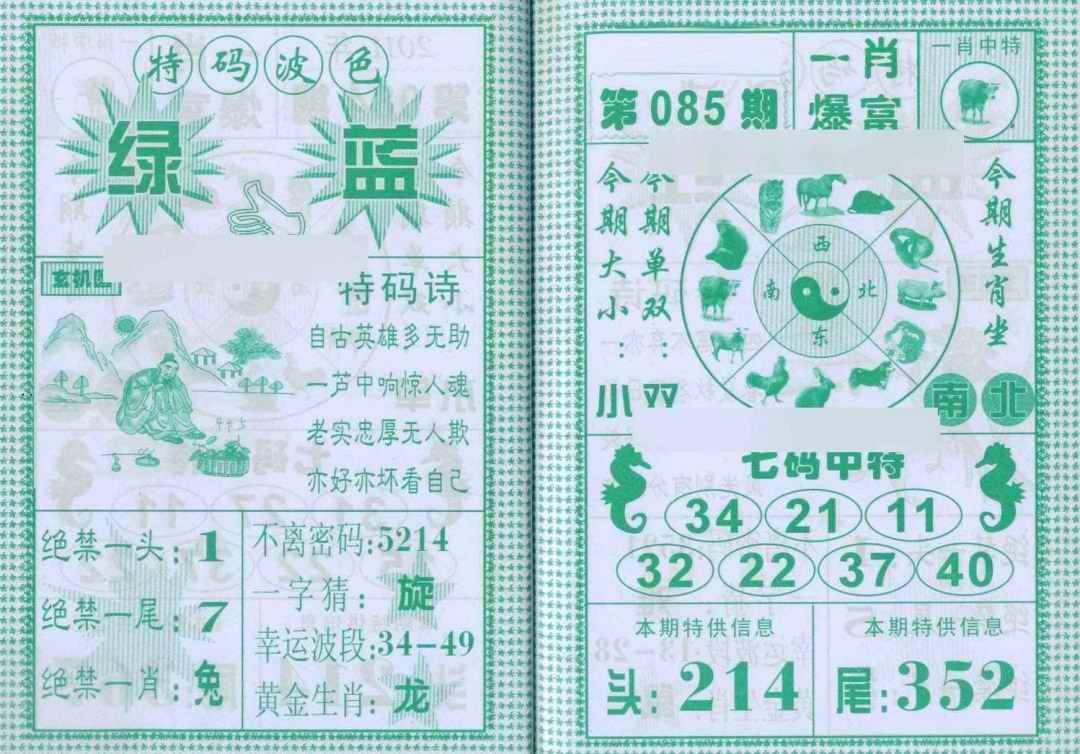 特码波色
绿 蓝
玄机图
特码诗
自古英雄多无助
一芦中响惊人魂
老实忠厚无人欺
亦好亦坏看自己
绝禁一头：1
绝禁一尾：7
绝禁一肖：兔
不离密码：5214
一字猜：旋
幸运波段：34-49
黄金生肖：龙
第085期
一肖
爆富
一肖中特
今期大小：小
今期单双：双
西
南 北
东
今期生肖坐
南北
七码中特
34 21 11
32 22 37 40
本期特供信息
头：214
本期特供信息
尾：352